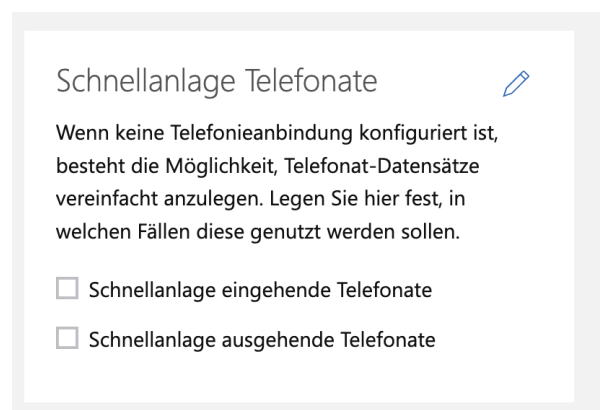 Schnellanlage Telefonate
Wenn keine Telefonieanbindung konfiguriert ist,
besteht die Möglichkeit, Telefonat-Datensätze
vereinfacht anzulegen. Legen Sie hier fest, in
welchen Fällen diese genutzt werden sollen.
Schnellanlage eingehende Telefonate
Schnellanlage ausgehende Telefonate